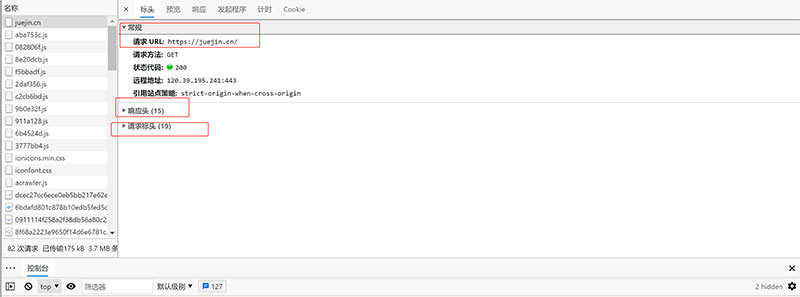 名称
× 标头 预览 响应 发起程序 计时 Cookie
juejin.cn
aba753c.js
082806f.js
8e20dcb.js
f5bbadf.js
2daf356.js
c2cb6bd.js
9b0e32f.js
911a128.js
6b4524d.js
3777bb4.js
ionicons.min.css
iconfont.css
acrawler.js
dcec27cc6ece0eb5bb217e62e
6bdafd801c878b10edb5fed5c
0911114f258a2f38db56a80c2
8f68a2223e9650f14d6e6781c.
82 次请求 已传输175 kB 3.7 MB 条
▼ 常规
请求 URL: https://juejin.cn/
请求方法: GET
状态代码: 200
远程地址: 120.39.195.241:443
引用站点策略: strict-origin-when-cross-origin
▶ 响应头 (15)
▶ 请求标头 (19)
⋯ 控制台 ×
top ▼ 筛选器 默认级别 ▼ 127 2 hidden